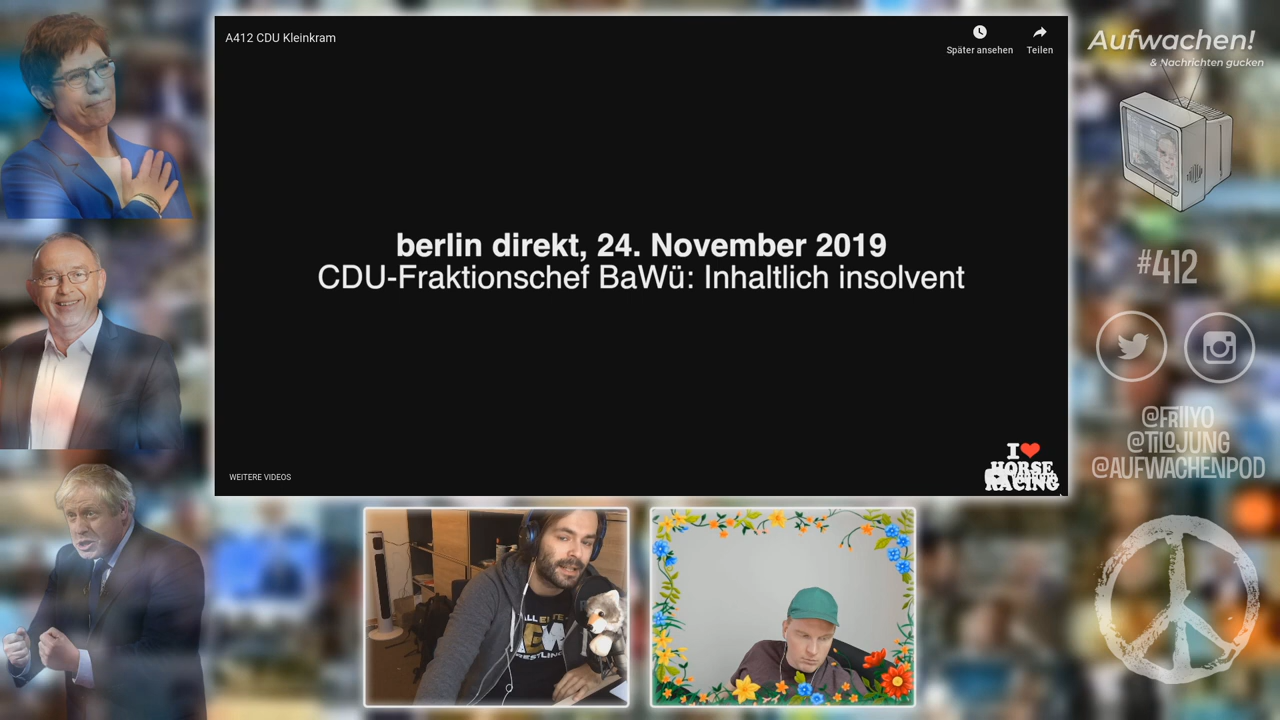 A412 CDU Kleinkram
Später ansehen
Teilen
Aufwachen!
& Nachrichten gucken
berlin direkt, 24. November 2019
CDU-Fraktionschef BaWü: Inhaltlich insolvent
#412
@FRIIYO
@TILOJUNG
@AUFWACHENPOD
WEITERE VIDEOS
I
HORSE
RACING